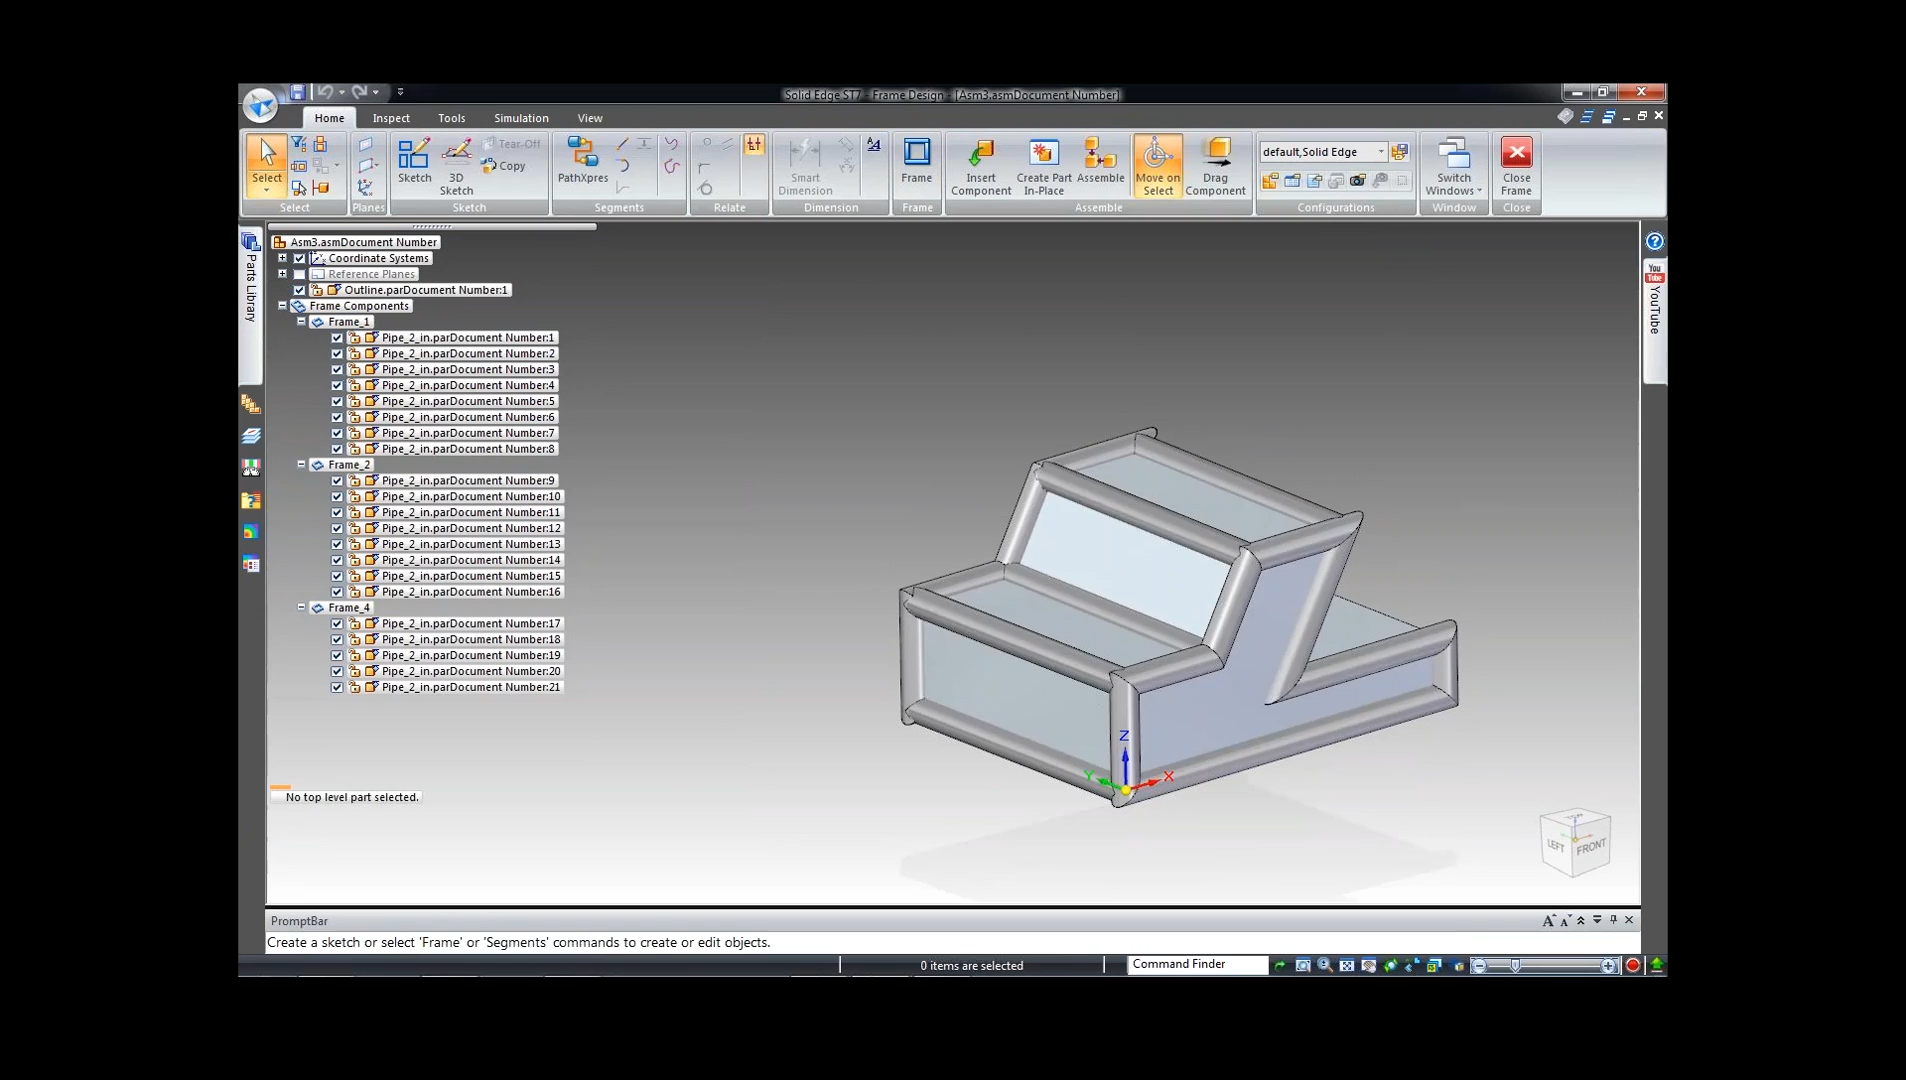 Solid Edge ST7 - Frame Design - [Asm3.asmDocument Number]
Home Inspect Tools Simulation View
Select
Select
Planes
Sketch
3D Sketch
Tear-Off
Copy
Sketch
PathXpres
Segments
Relate
Smart Dimension
Dimension
Frame
Frame
Insert Component
Create Part In-Place
Assemble
Move on Select
Drag Component
Assemble
default,Solid Edge
Configurations
Switch Windows
Window
Close Frame
Close
Parts Library
Asm3.asmDocument Number
Coordinate Systems
Reference Planes
Outline.parDocument Number:1
Frame Components
Frame_1
Pipe_2_in.parDocument Number:1
Pipe_2_in.parDocument Number:2
Pipe_2_in.parDocument Number:3
Pipe_2_in.parDocument Number:4
Pipe_2_in.parDocument Number:5
Pipe_2_in.parDocument Number:6
Pipe_2_in.parDocument Number:7
Pipe_2_in.parDocument Number:8
Frame_2
Pipe_2_in.parDocument Number:9
Pipe_2_in.parDocument Number:10
Pipe_2_in.parDocument Number:11
Pipe_2_in.parDocument Number:12
Pipe_2_in.parDocument Number:13
Pipe_2_in.parDocument Number:14
Pipe_2_in.parDocument Number:15
Pipe_2_in.parDocument Number:16
Frame_4
Pipe_2_in.parDocument Number:17
Pipe_2_in.parDocument Number:18
Pipe_2_in.parDocument Number:19
Pipe_2_in.parDocument Number:20
Pipe_2_in.parDocument Number:21
No top level part selected.
Z
Y
X
LEFT FRONT
You Tube
YouTube
PromptBar
Create a sketch or select 'Frame' or 'Segments' commands to create or edit objects.
0 items are selected
Command Finder